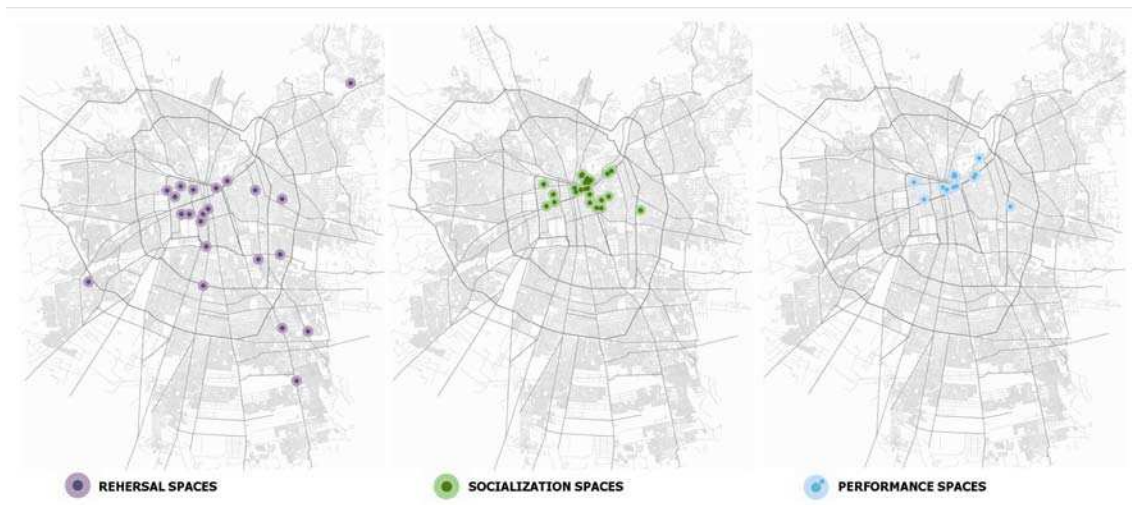 REHERSAL SPACES
SOCIALIZATION SPACES
PERFORMANCE SPACES